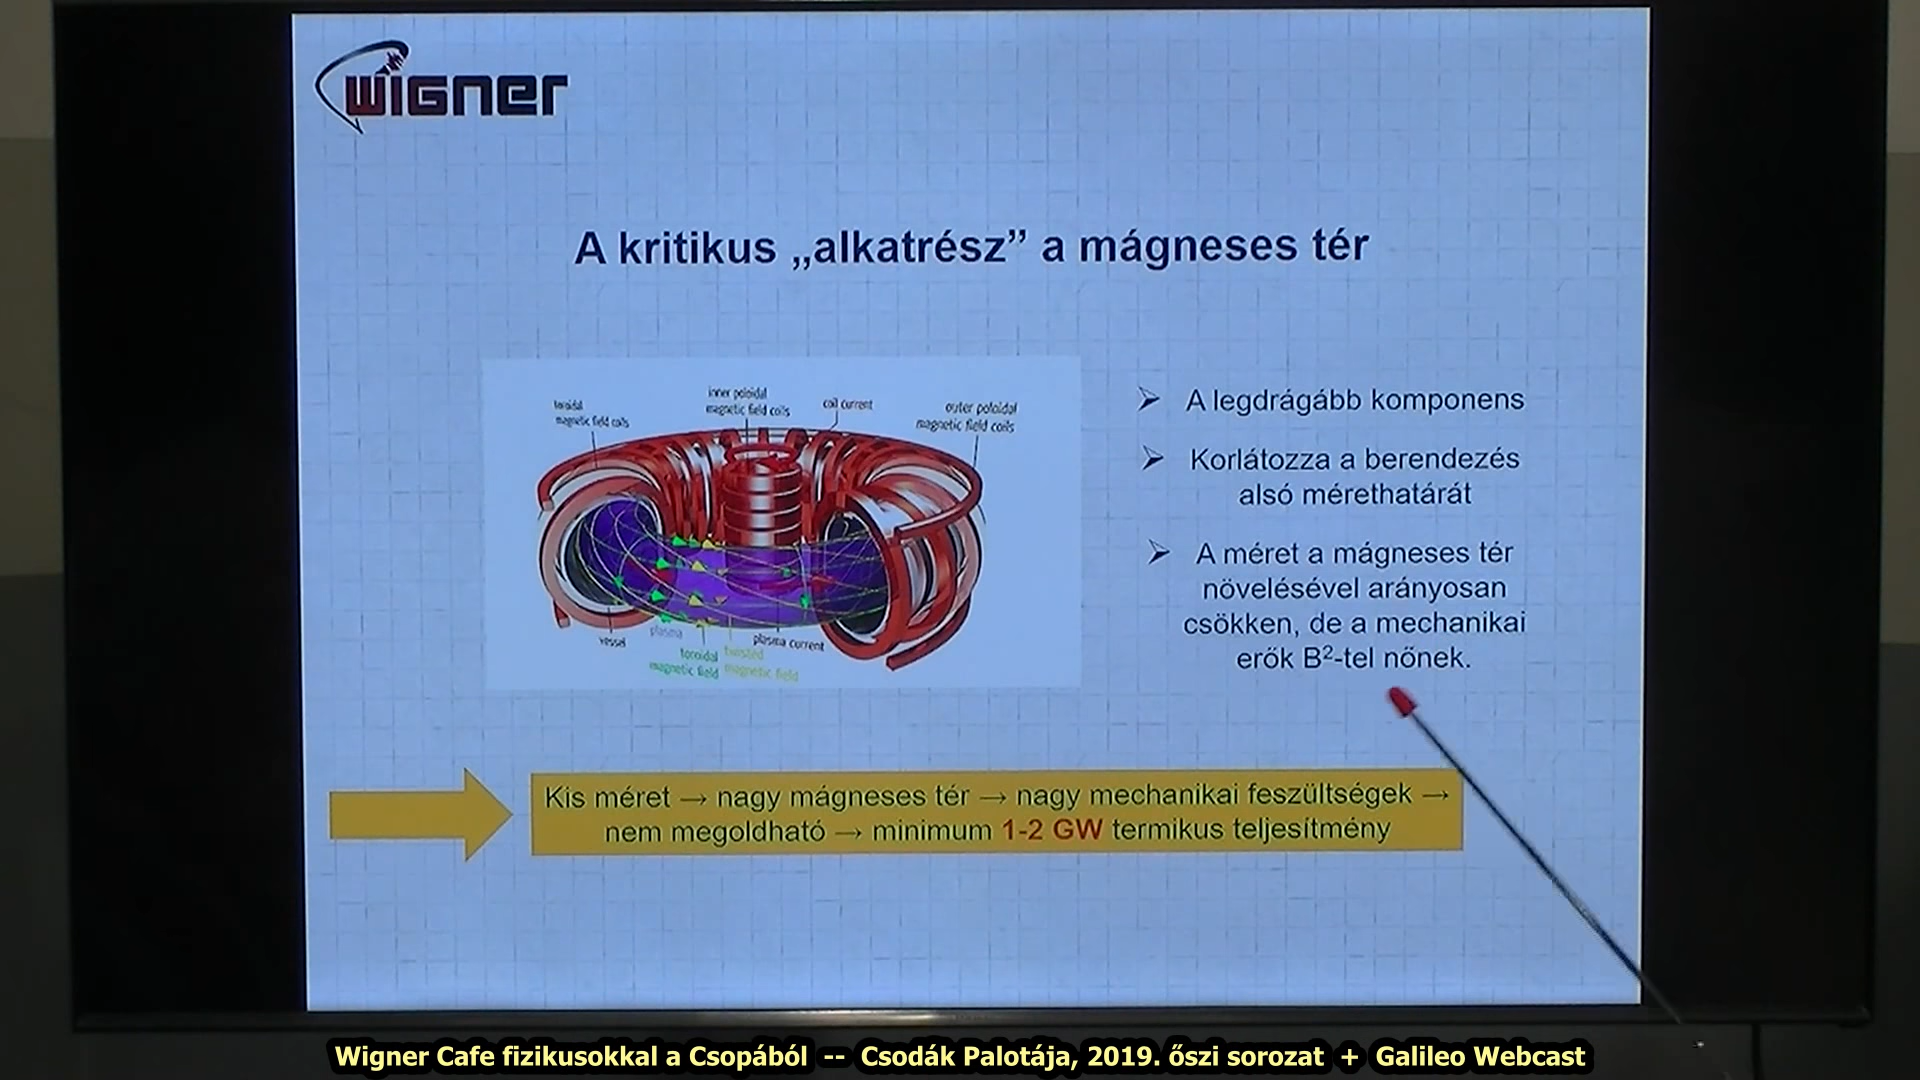 wigner
A kritikus „alkatrész” a mágneses tér
toroidal
magnetic field coils
inner poloidal
magnetic field coils
coil current
outer poloidal
magnetic field coils
vessel
plasma
plasma current
toroidal
magnetic field
twisted
magnetic field
➢ A legdrágább komponens
➢ Korlátozza a berendezés
alsó mérethatárát
➢ A méret a mágneses tér
növelésével arányosan
csökken, de a mechanikai
erők B²-tel nőnek.
Kis méret → nagy mágneses tér → nagy mechanikai feszültségek →
nem megoldható → minimum 1-2 GW termikus teljesítmény
Wigner Cafe fizikusokkal a Csopából -- Csodák Palotája, 2019. őszi sorozat + Galileo Webcast